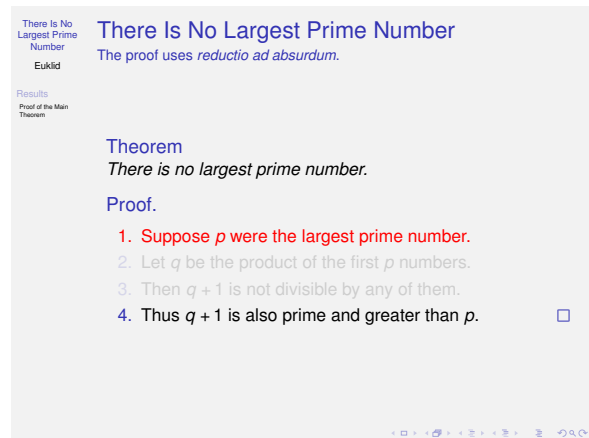 There Is No
Largest Prime
Number
Euklid
Results
Proof of the Main
Theorem
There Is No Largest Prime Number
The proof uses reductio ad absurdum.
Theorem
There is no largest prime number.
Proof.
1. Suppose p were the largest prime number.
2. Let q be the product of the first p numbers.
3. Then q + 1 is not divisible by any of them.
4. Thus q + 1 is also prime and greater than p.